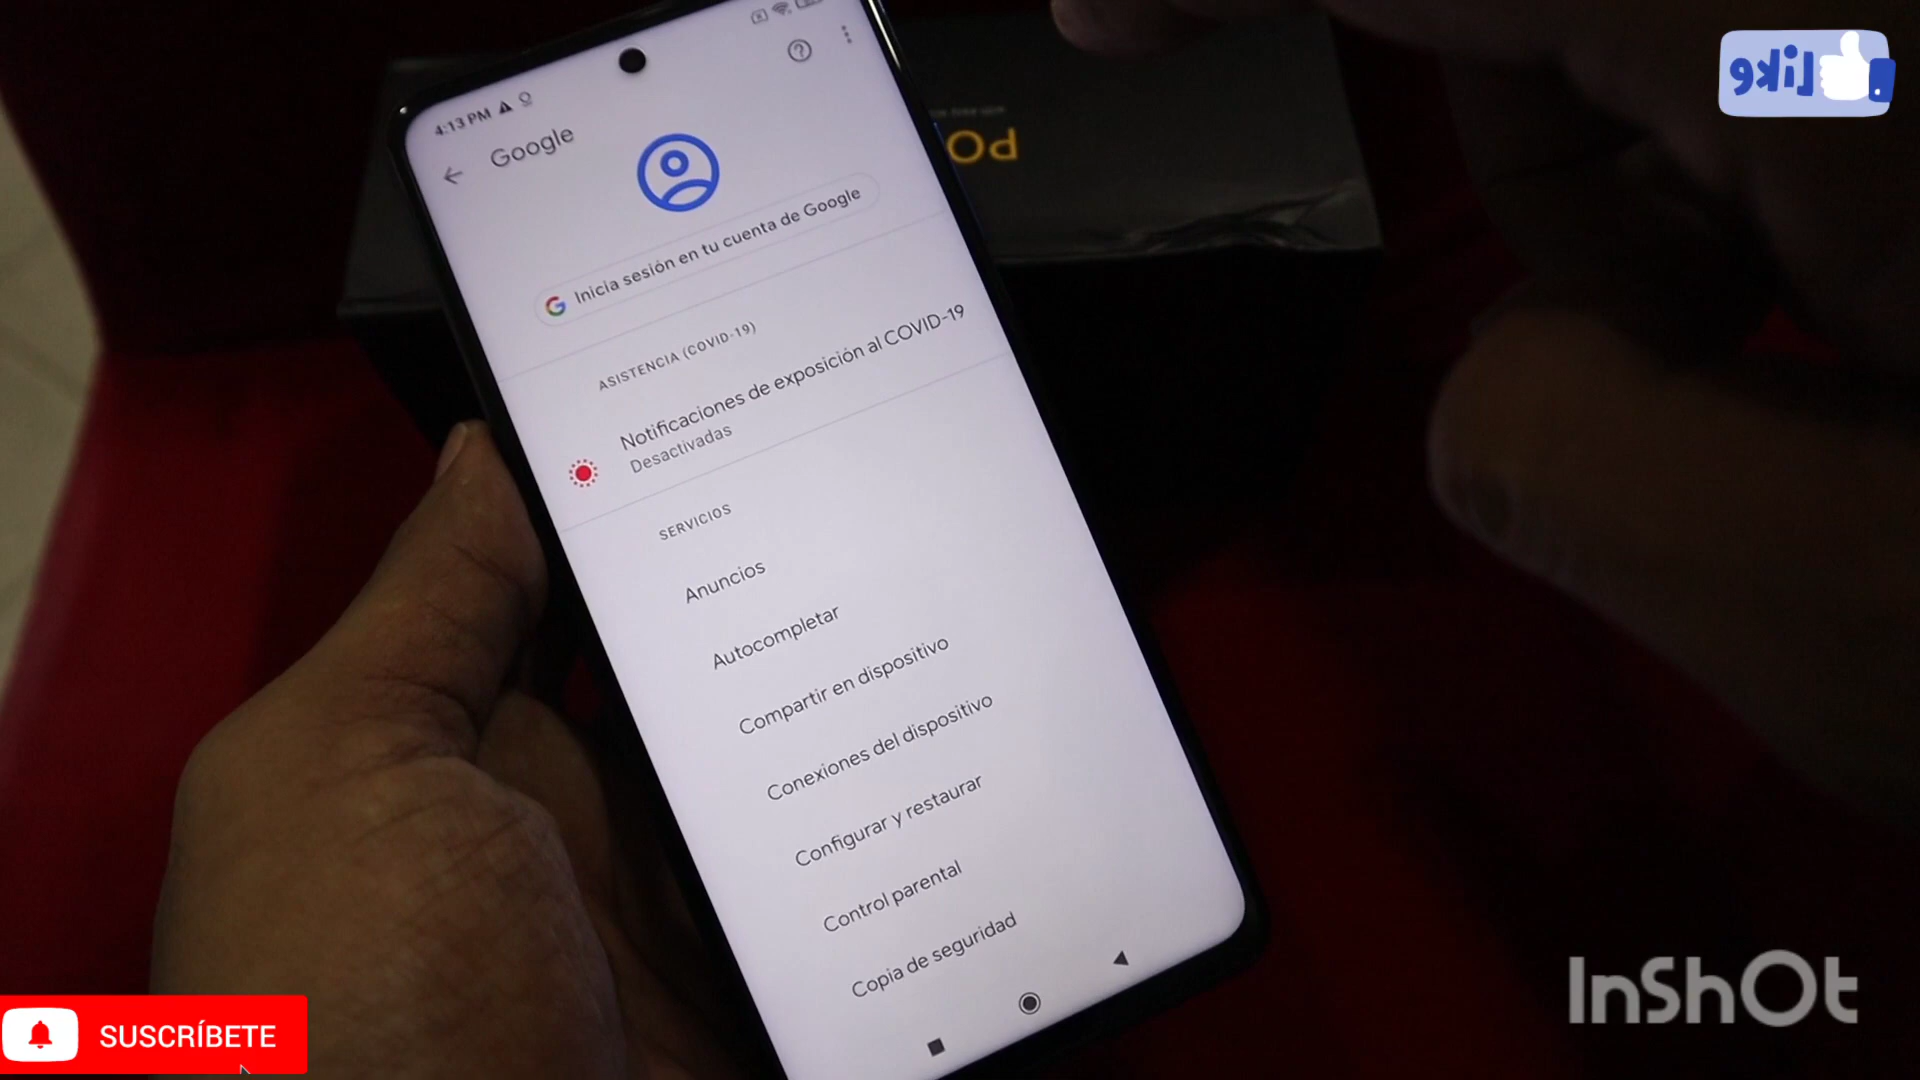 4:13 PM
Google
Inicia sesión en tu cuenta de Google
ASISTENCIA (COVID-19)
Notificaciones de exposición al COVID-19
Desactivadas
SERVICIOS
Anuncios
Autocompletar
Compartir en dispositivo
Conexiones del dispositivo
Configurar y restaurar
Control parental
Copia de seguridad
PO
SUSCRÍBETE
InShOt